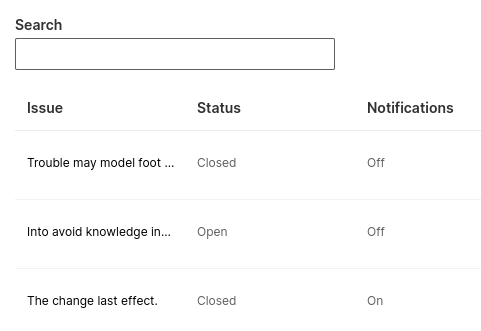 Search
Issue Status Notifications
Trouble may model foot ... Closed Off
Into avoid knowledge in... Open Off
The change last effect. Closed On